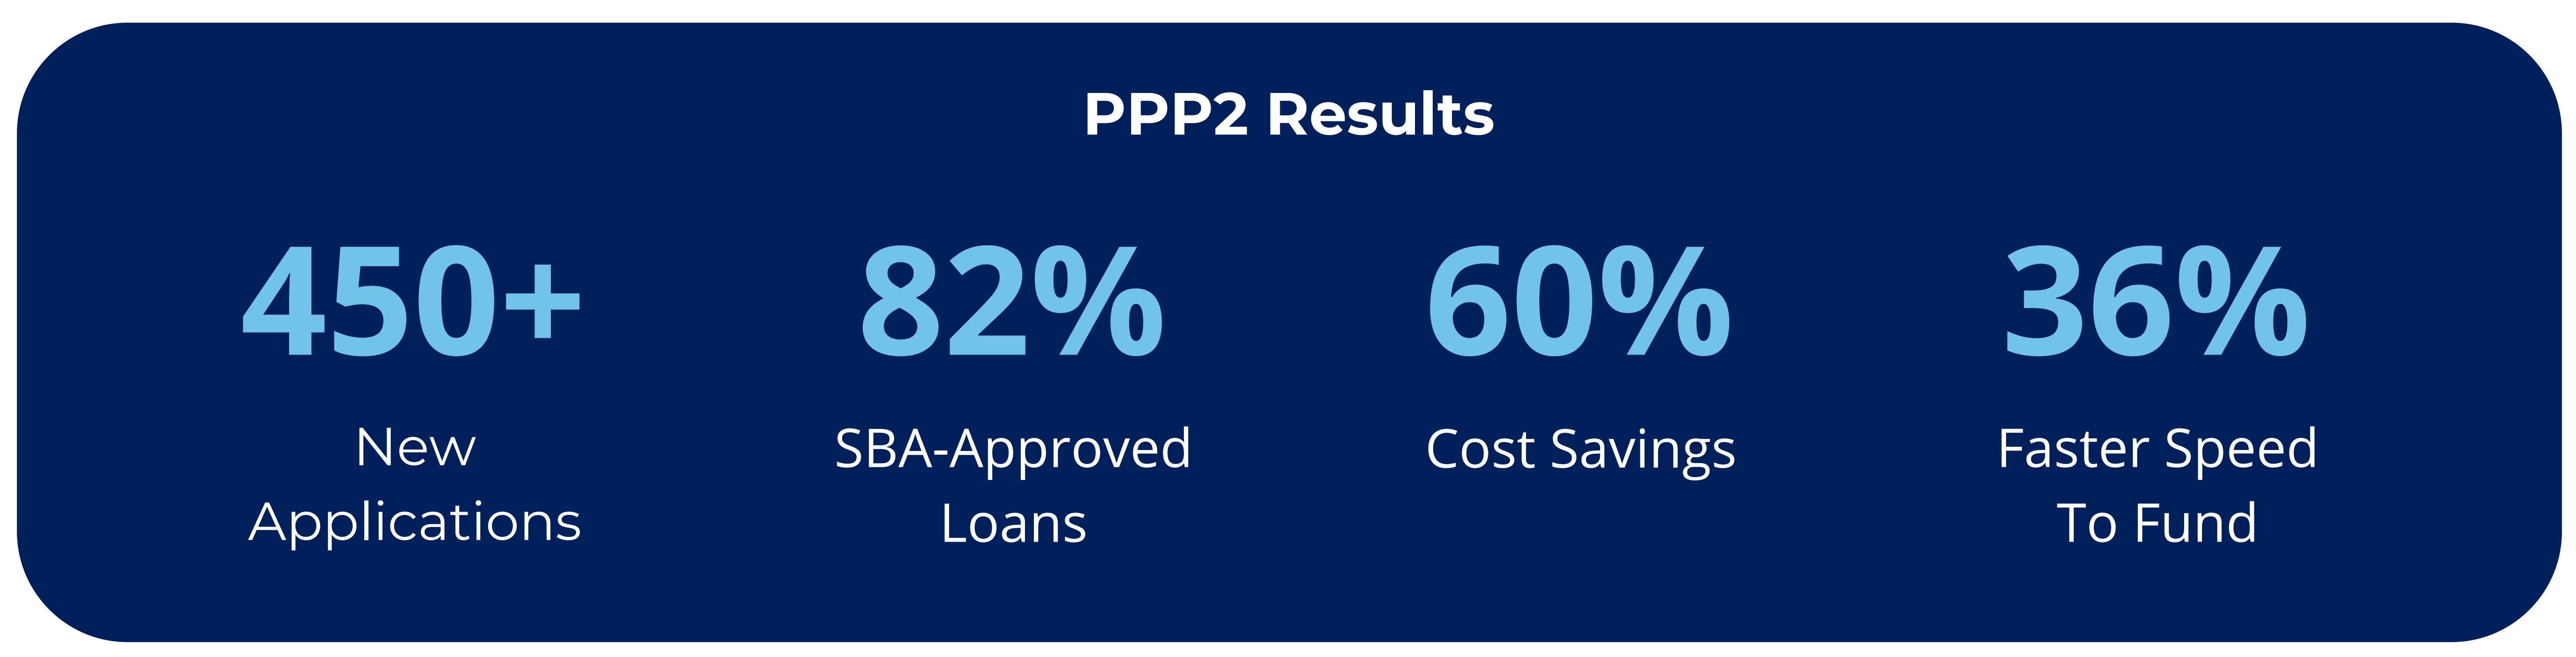 PPP2 Results
450+
New
Applications
82%
SBA-Approved
Loans
60%
Cost Savings
36%
Faster Speed
To Fund